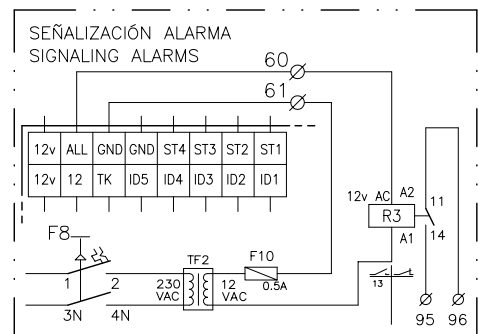 SEÑALIZACIÓN ALARMA
SIGNALING ALARMS
60
61
12v ALL GND GND ST4 ST3 ST2 ST1
12v 12 TK ID5 ID4 ID3 ID2 ID1
12v AC A2 11
R3
A1 14
F8
TF2 F10
1 2 230 VAC 12 VAC 0.5A
13
3N 4N
95 96